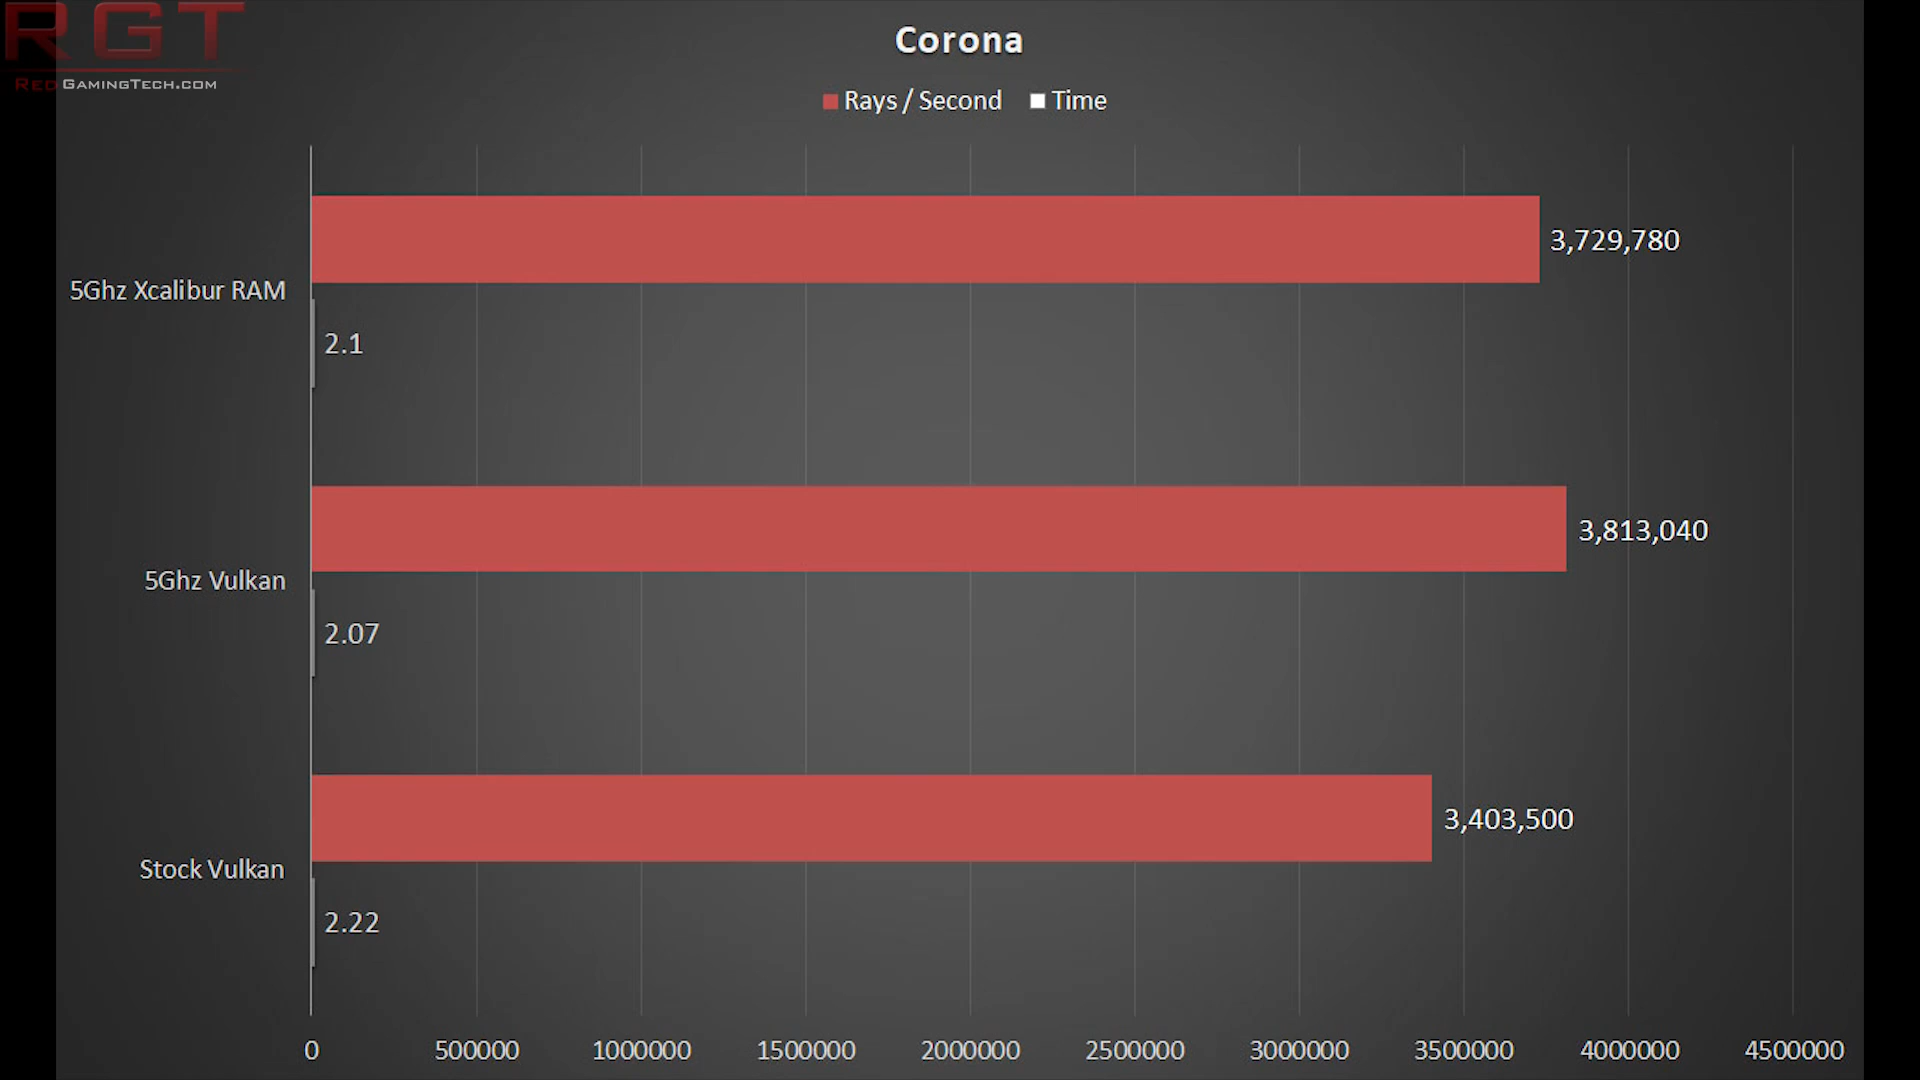 RGT
RedGamingTech.com
Corona
Rays / Second
Time
5Ghz Xcalibur RAM
3,729,780
2.1
5Ghz Vulkan
3,813,040
2.07
Stock Vulkan
3,403,500
2.22
0 500000 1000000 1500000 2000000 2500000 3000000 3500000 4000000 4500000